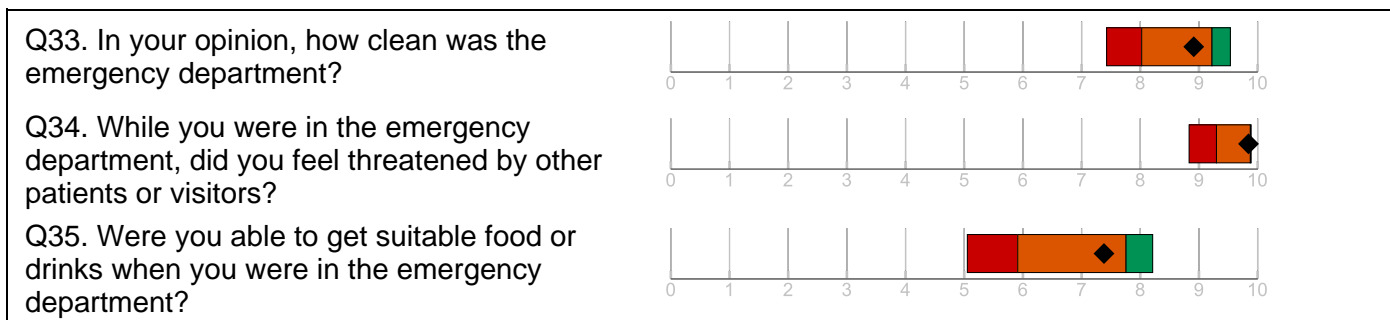 Q33. In your opinion, how clean was the
emergency department?
0 1 2 3 4 5 6 7 8 9 10
Q34. While you were in the emergency
department, did you feel threatened by other
patients or visitors?
0 1 2 3 4 5 6 7 8 9 10
Q35. Were you able to get suitable food or
drinks when you were in the emergency
department?
0 1 2 3 4 5 6 7 8 9 10